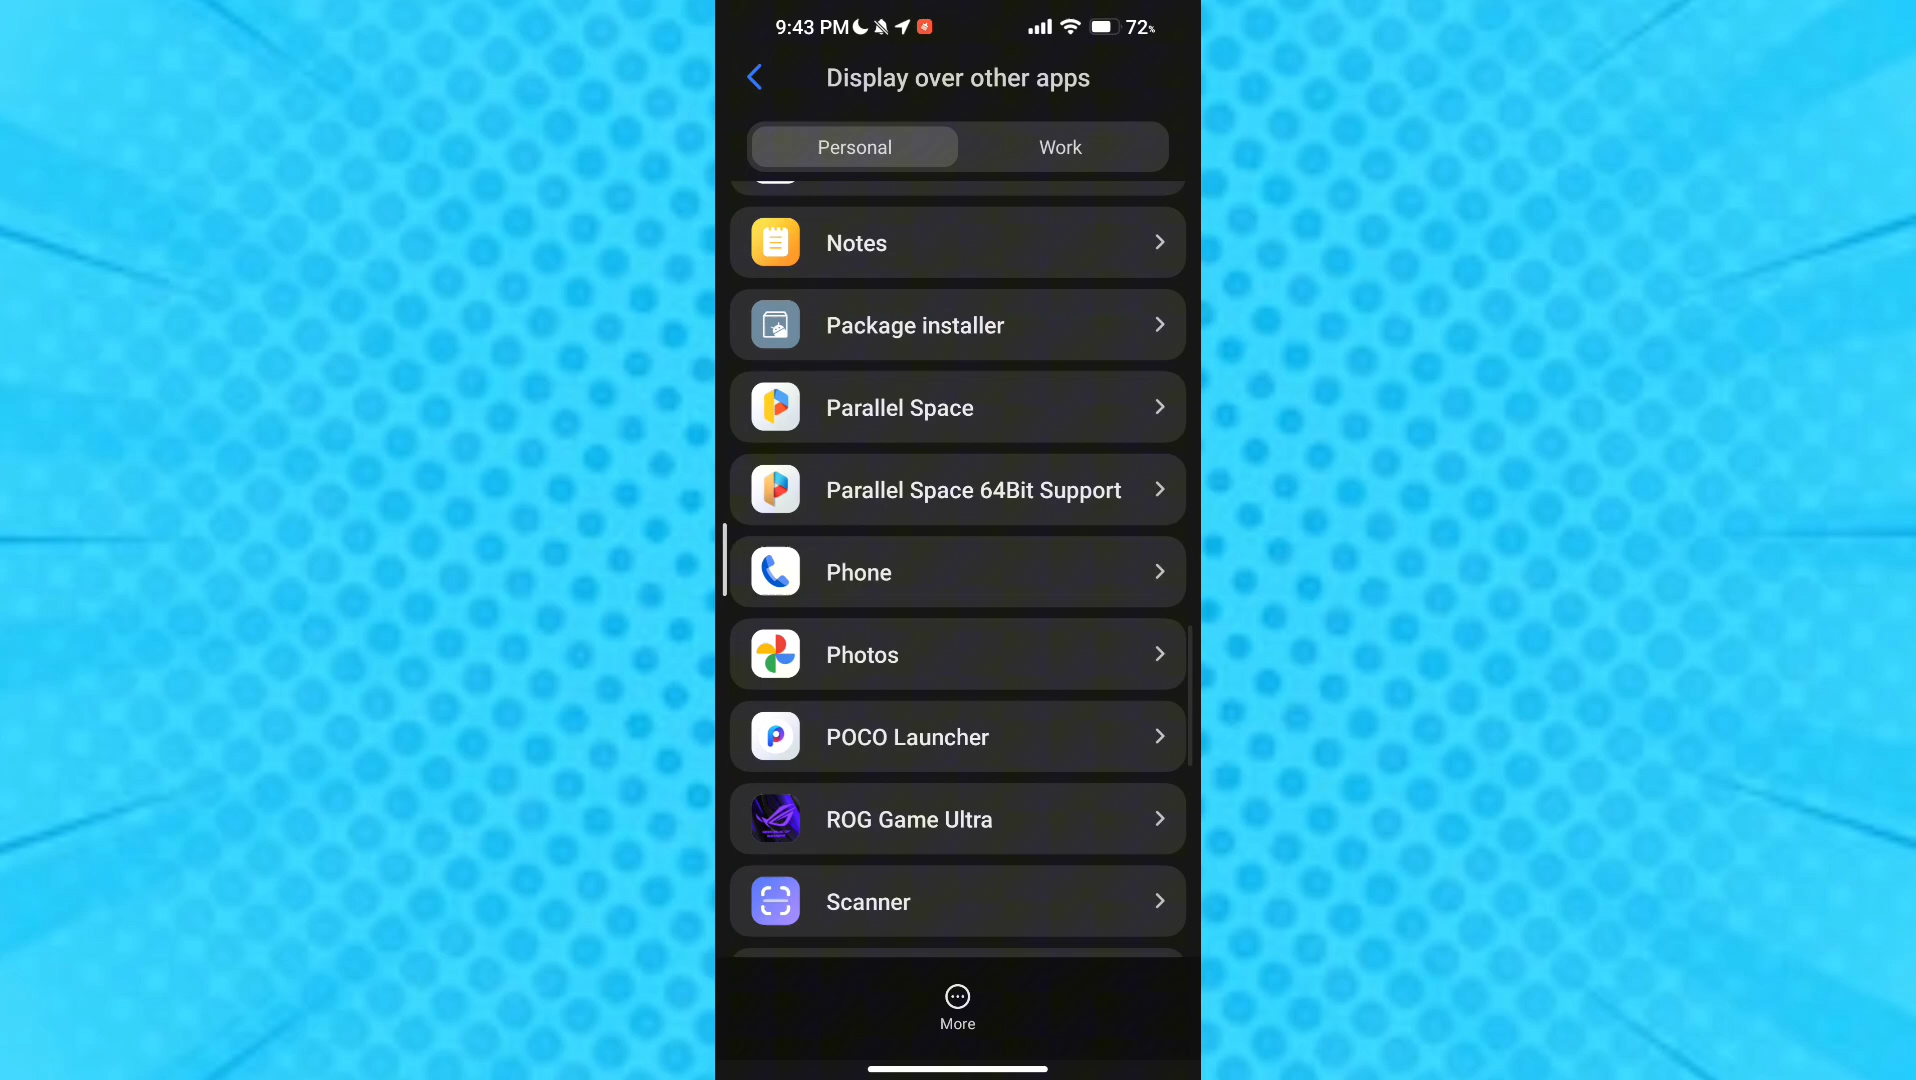 9:43 PM 72%
Display over other apps
Personal Work
Notes
Package installer
Parallel Space
Parallel Space 64Bit Support
Phone
Photos
POCO Launcher
ROG Game Ultra
Scanner
More